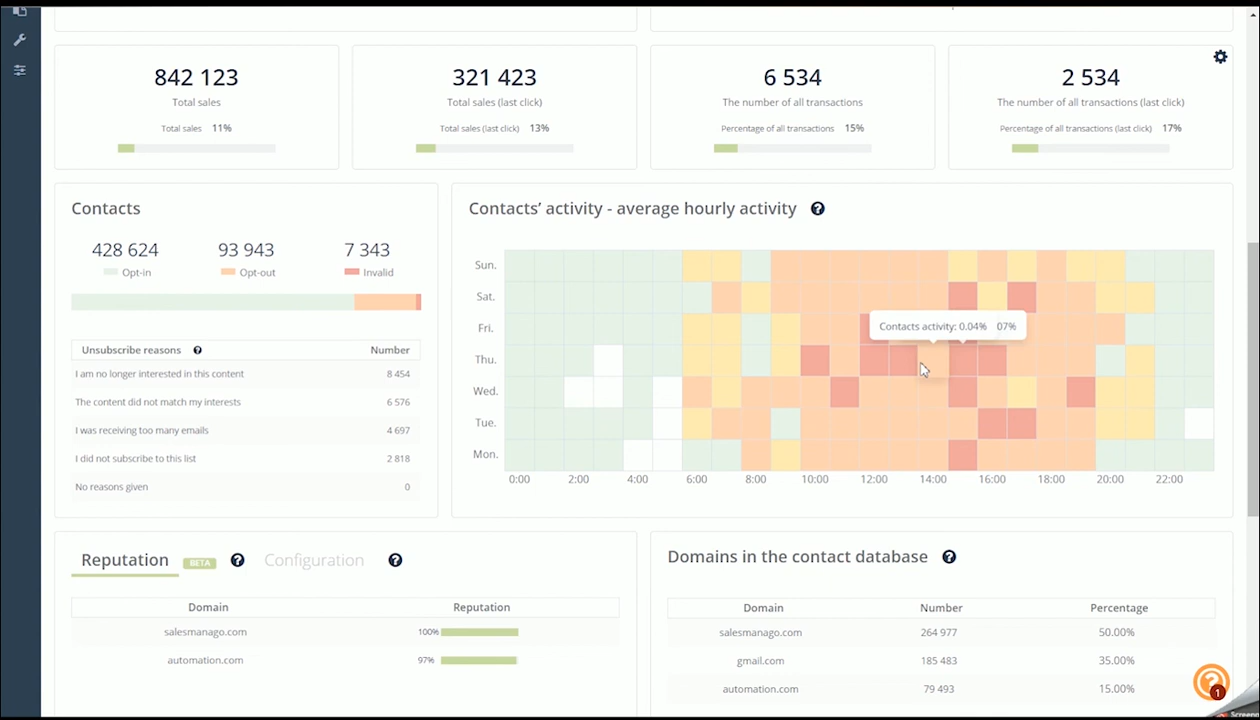 842 123
Total sales
Total sales 11%
321 423
Total sales (last click)
Total sales (last click) 13%
6 534
The number of all transactions
Percentage of all transactions 15%
2 534
The number of all transactions (last click)
Percentage of all transactions (last click) 17%
Contacts
428 624
Opt-in
93 943
Opt-out
7 343
Invalid
Unsubscribe reasons ? Number
I am no longer interested in this content 8 454
The content did not match my interests 6 576
I was receiving too many emails 4 697
I did not subscribe to this list 2 818
No reasons given 0
Contacts' activity - average hourly activity ?
Sun.
Sat.
Fri.
Contacts activity: 0.04% 07%
Thu.
Wed.
Tue.
Mon.
0:00 2:00 4:00 6:00 8:00 10:00 12:00 14:00 16:00 18:00 20:00 22:00
Reputation BETA ? Configuration ?
Domain Reputation
salesmanago.com 100%
automation.com 97%
Domains in the contact database ?
Domain Number Percentage
salesmanago.com 264 977 50.00%
gmail.com 185 483 35.00%
automation.com 79 493 15.00%
? 1